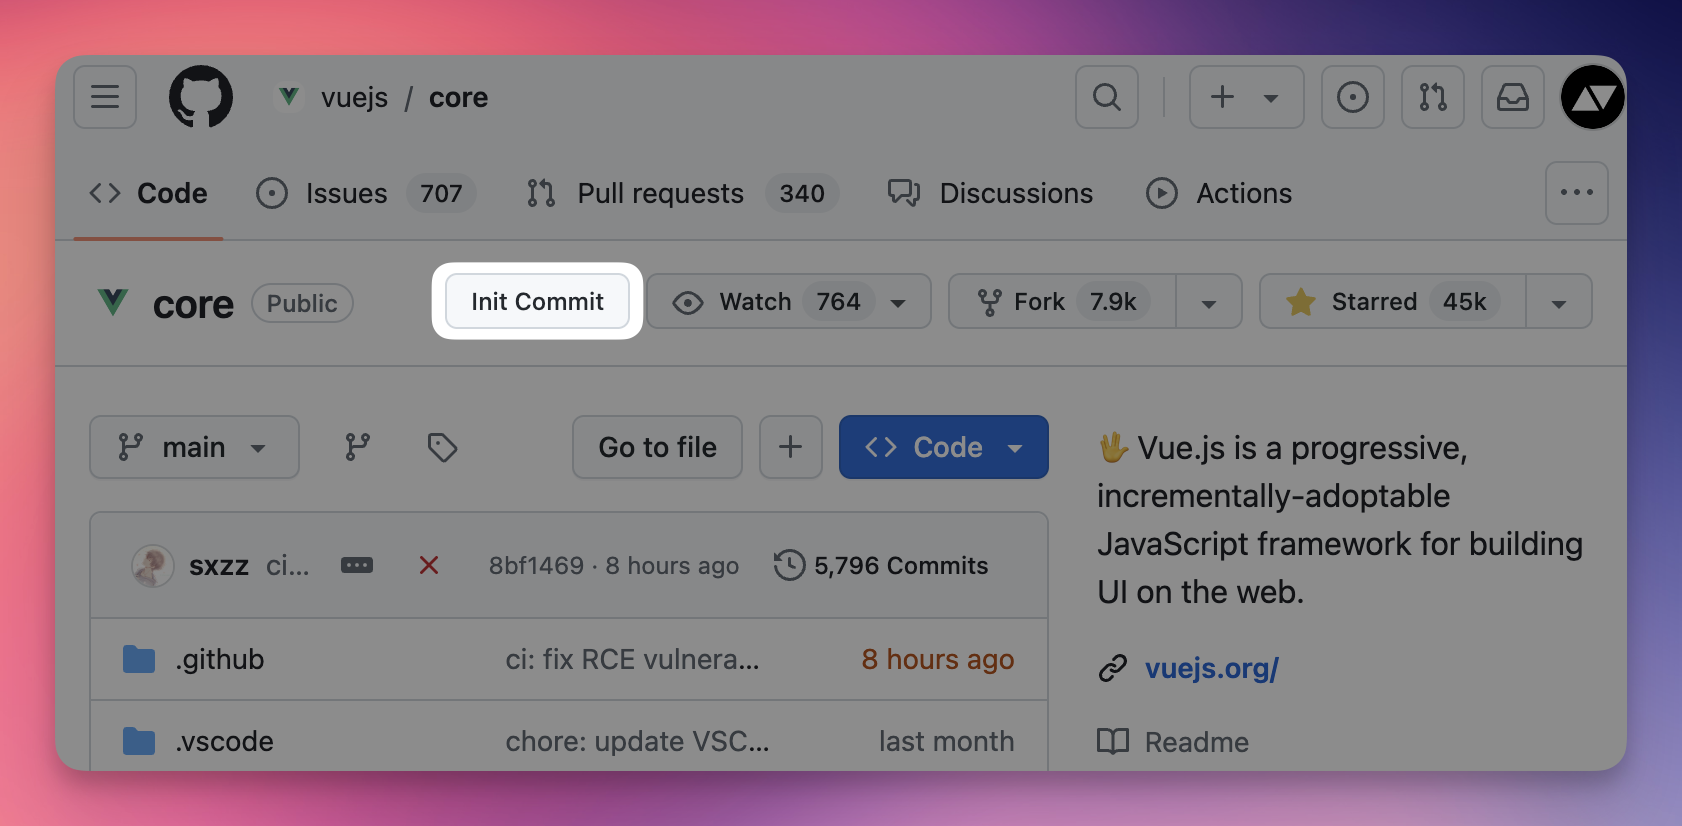 vuejs / core
Code Issues 707 Pull requests 340 Discussions Actions
core Public Init Commit Watch 764 Fork 7.9k Starred 45k
main Go to file Code
sxzz ci... 8bf1469 · 8 hours ago 5,796 Commits
.github ci: fix RCE vulnera... 8 hours ago
.vscode chore: update VSC... last month
Vue.js is a progressive,
incrementally-adoptable
JavaScript framework for building
UI on the web.
vuejs.org/
Readme